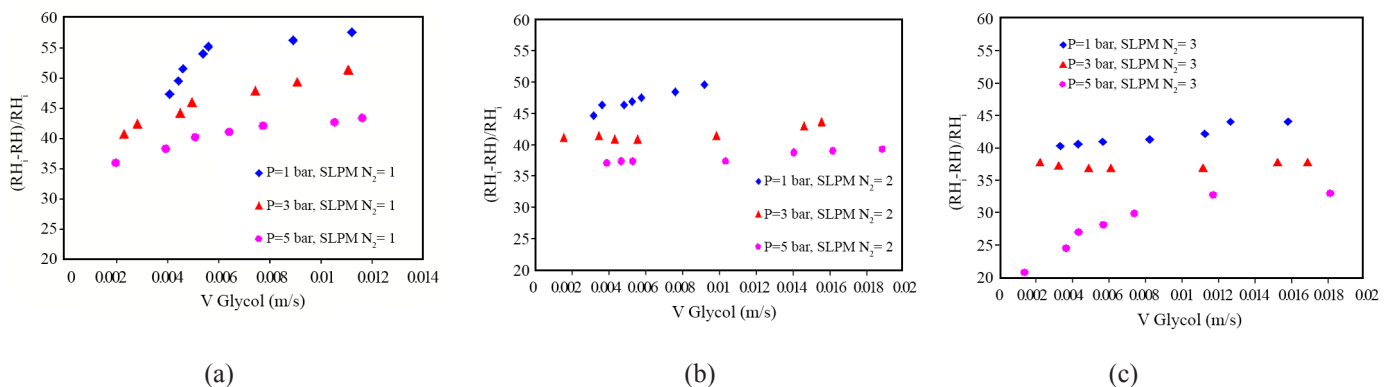 60
55
50
45
40
35
30
25
20
(RHᵢ-RH)/RHᵢ
P=1 bar, SLPM N₂= 1
P=3 bar, SLPM N₂= 1
P=5 bar, SLPM N₂= 1
0 0.002 0.004 0.006 0.008 0.01 0.012 0.014
V Glycol (m/s)
(a)
60
55
50
45
40
35
30
25
20
(RHᵢ-RH)/RHᵢ
P=1 bar, SLPM N₂= 2
P=3 bar, SLPM N₂= 2
P=5 bar, SLPM N₂= 2
0 0.002 0.004 0.006 0.008 0.01 0.012 0.014 0.016 0.018 0.02
V Glycol (m/s)
(b)
60
55
50
45
40
35
30
25
20
(RHᵢ-RH)/RHᵢ
P=1 bar, SLPM N₂= 3
P=3 bar, SLPM N₂= 3
P=5 bar, SLPM N₂= 3
0 0.002 0.004 0.006 0.008 0.01 0.012 0.014 0.016 0.018 0.02
V Glycol (m/s)
(c)